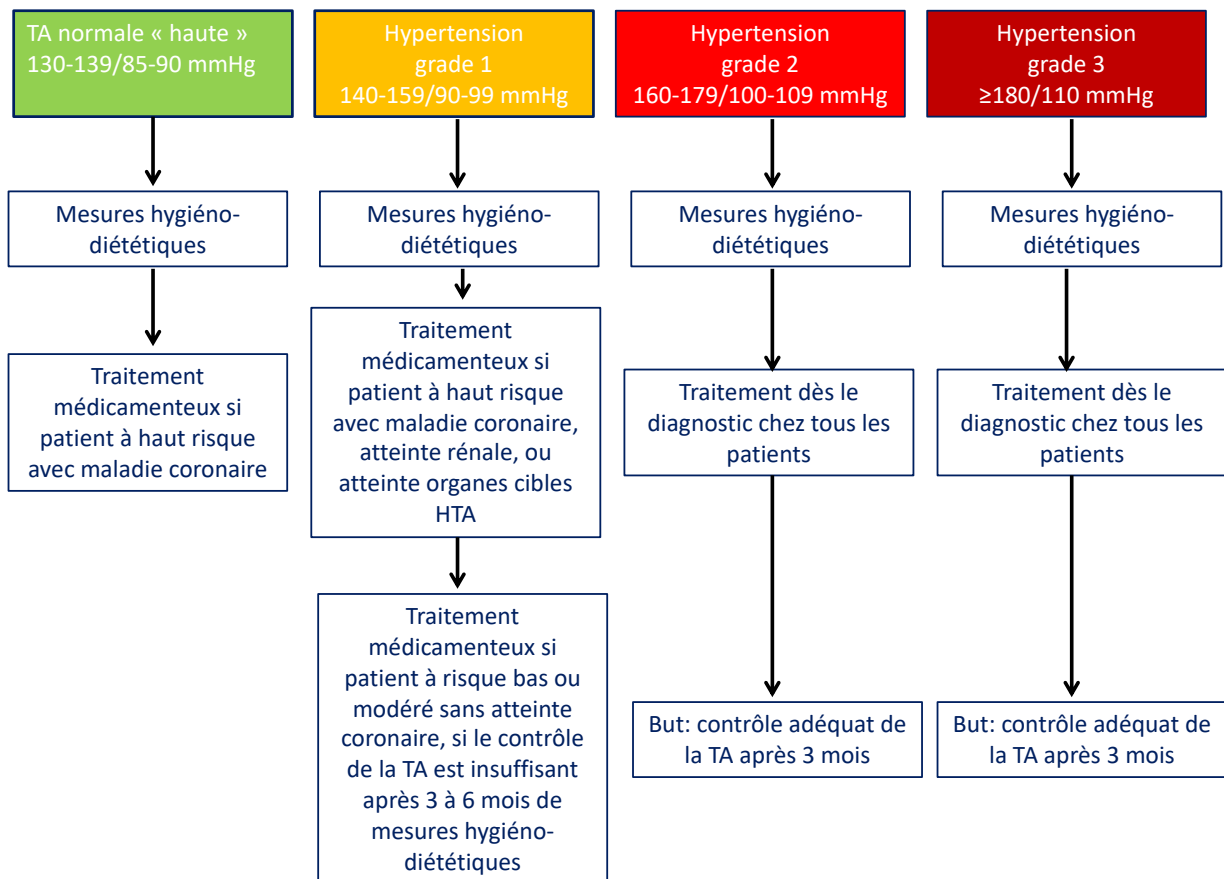 TA normale « haute »
130-139/85-90 mmHg
Hypertension
grade 1
140-159/90-99 mmHg
Hypertension
grade 2
160-179/100-109 mmHg
Hypertension
grade 3
≥180/110 mmHg
Mesures hygiéno-
diététiques
Mesures hygiéno-
diététiques
Mesures hygiéno-
diététiques
Mesures hygiéno-
diététiques
Traitement
médicamenteux si
patient à haut risque
avec maladie coronaire
Traitement
médicamenteux si
patient à haut risque
avec maladie coronaire,
atteinte rénale, ou
atteinte organes cibles
HTA
Traitement dès le
diagnostic chez tous les
patients
Traitement dès le
diagnostic chez tous les
patients
Traitement
médicamenteux si
patient à risque bas ou
modéré sans atteinte
coronaire, si le contrôle
de la TA est insuffisant
après 3 à 6 mois de
mesures hygiéno-
diététiques
But: contrôle adéquat de
la TA après 3 mois
But: contrôle adéquat de
la TA après 3 mois